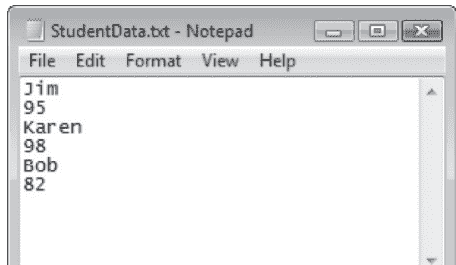 StudentData.txt - Notepad
File Edit Format View Help
Jim
95
Karen
98
Bob
82